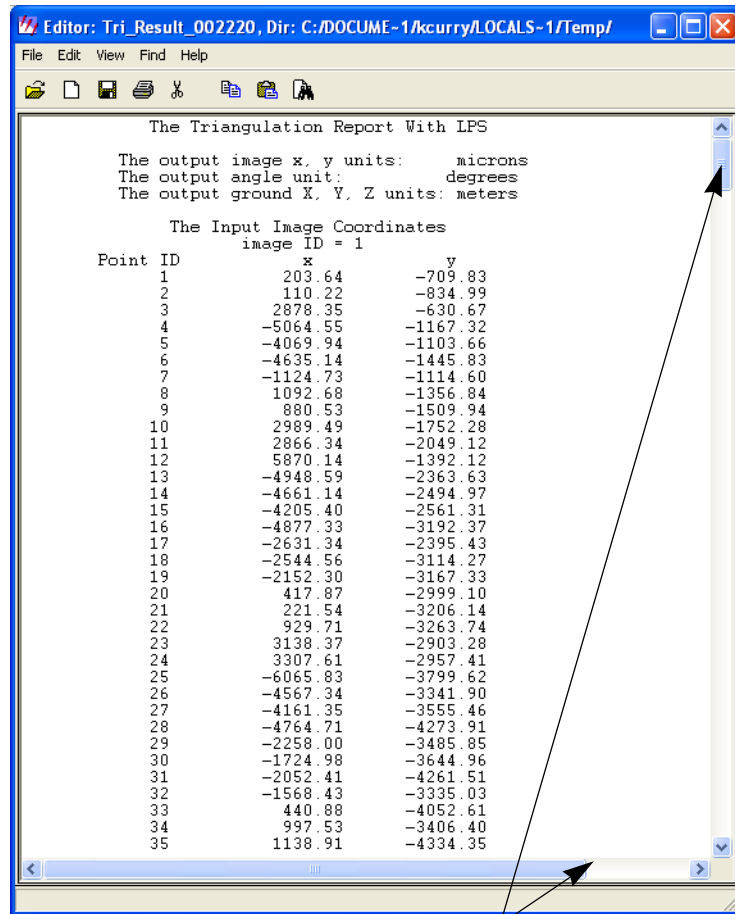 Editor: Tri_Result_002220, Dir: C:/DOCUME~1/kcurry/LOCALS~1/Temp/
File Edit View Find Help
The Triangulation Report With LPS
The output image x, y units: microns
The output angle unit: degrees
The output ground X, Y, Z units: meters
The Input Image Coordinates
image ID = 1
Point ID x y
1 203.64 -709.83
2 110.22 -834.99
3 2878.35 -630.67
4 -5064.55 -1167.32
5 -4069.94 -1103.66
6 -4635.14 -1445.83
7 -1124.73 -1114.60
8 1092.68 -1356.84
9 880.53 -1509.94
10 2989.49 -1752.28
11 2866.34 -2049.12
12 5870.14 -1392.12
13 -4948.59 -2363.63
14 -4661.14 -2494.97
15 -4205.40 -2561.31
16 -4877.33 -3192.37
17 -2631.34 -2395.43
18 -2544.56 -3114.27
19 -2152.30 -3167.33
20 417.87 -2999.10
21 221.54 -3206.14
22 929.71 -3263.74
23 3138.37 -2903.28
24 3307.61 -2957.41
25 -6065.83 -3799.62
26 -4567.34 -3341.90
27 -4161.35 -3555.46
28 -4764.71 -4273.91
29 -2258.00 -3485.85
30 -1724.98 -3644.96
31 -2052.41 -4261.51
32 -1568.43 -3335.03
33 440.88 -4052.61
34 997.53 -3406.40
35 1138.91 -4334.35